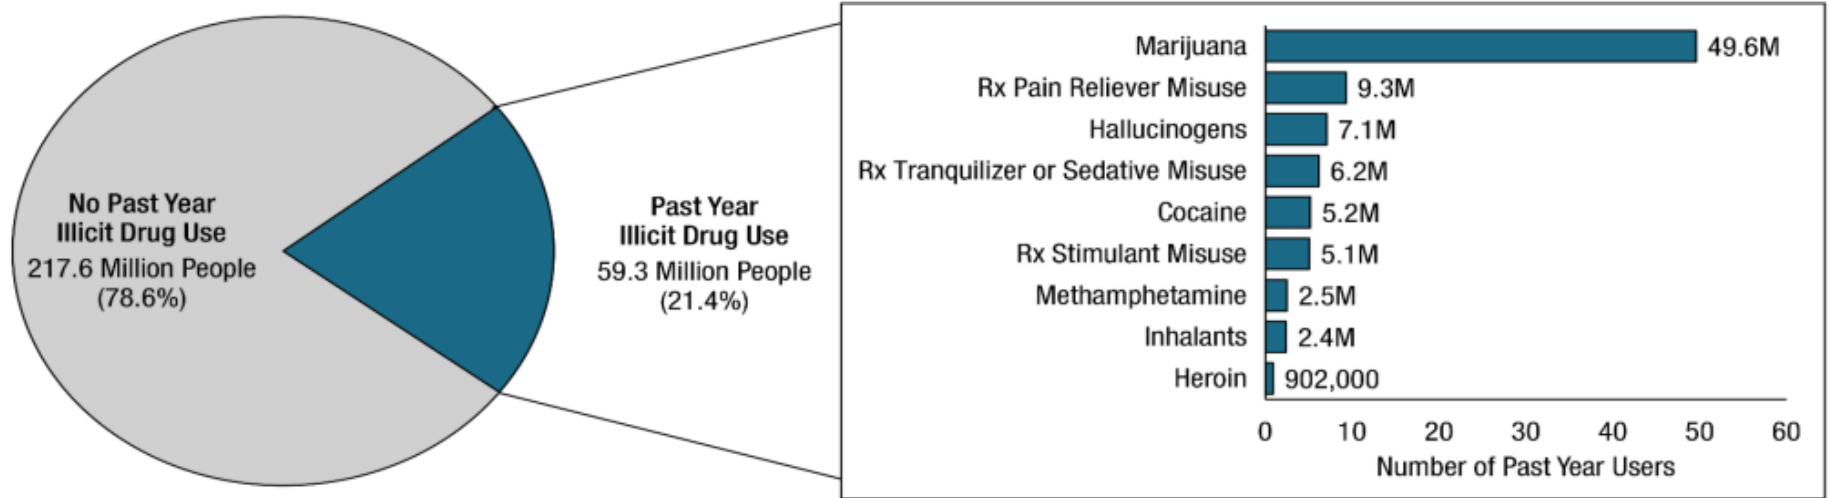 No Past Year
Illicit Drug Use
217.6 Million People
(78.6%)
Past Year
Illicit Drug Use
59.3 Million People
(21.4%)
Marijuana 49.6M
Rx Pain Reliever Misuse 9.3M
Hallucinogens 7.1M
Rx Tranquilizer or Sedative Misuse 6.2M
Cocaine 5.2M
Rx Stimulant Misuse 5.1M
Methamphetamine 2.5M
Inhalants 2.4M
Heroin 902,000
0 10 20 30 40 50 60
Number of Past Year Users